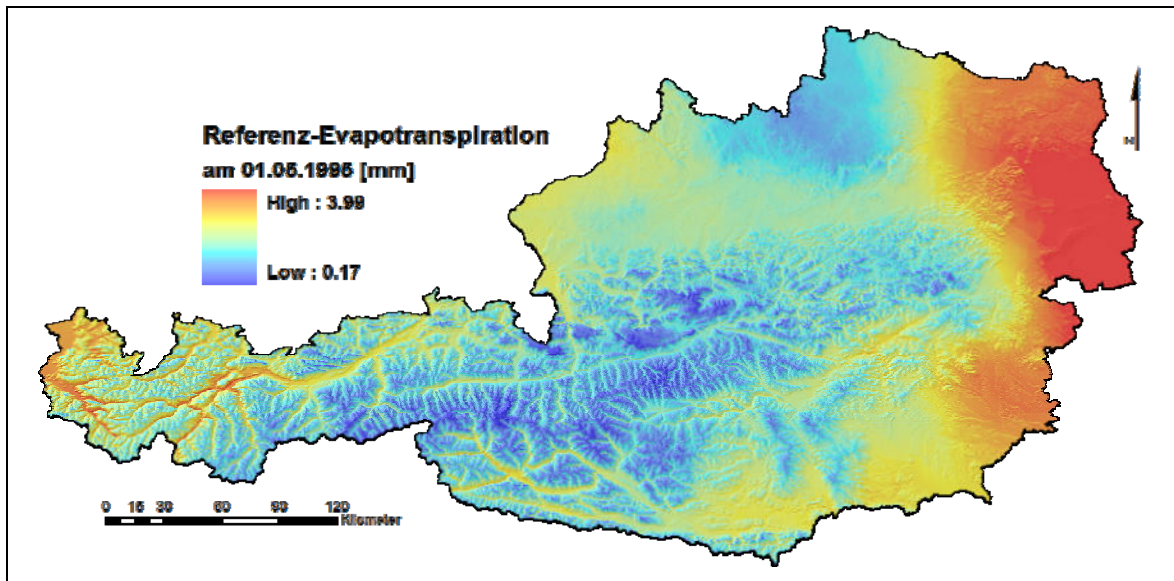 Referenz-Evapotranspiration
am 01.05.1995 [mm]
High : 3.99
Low : 0.17
N
0 15 30 60 90 120
Kilometer